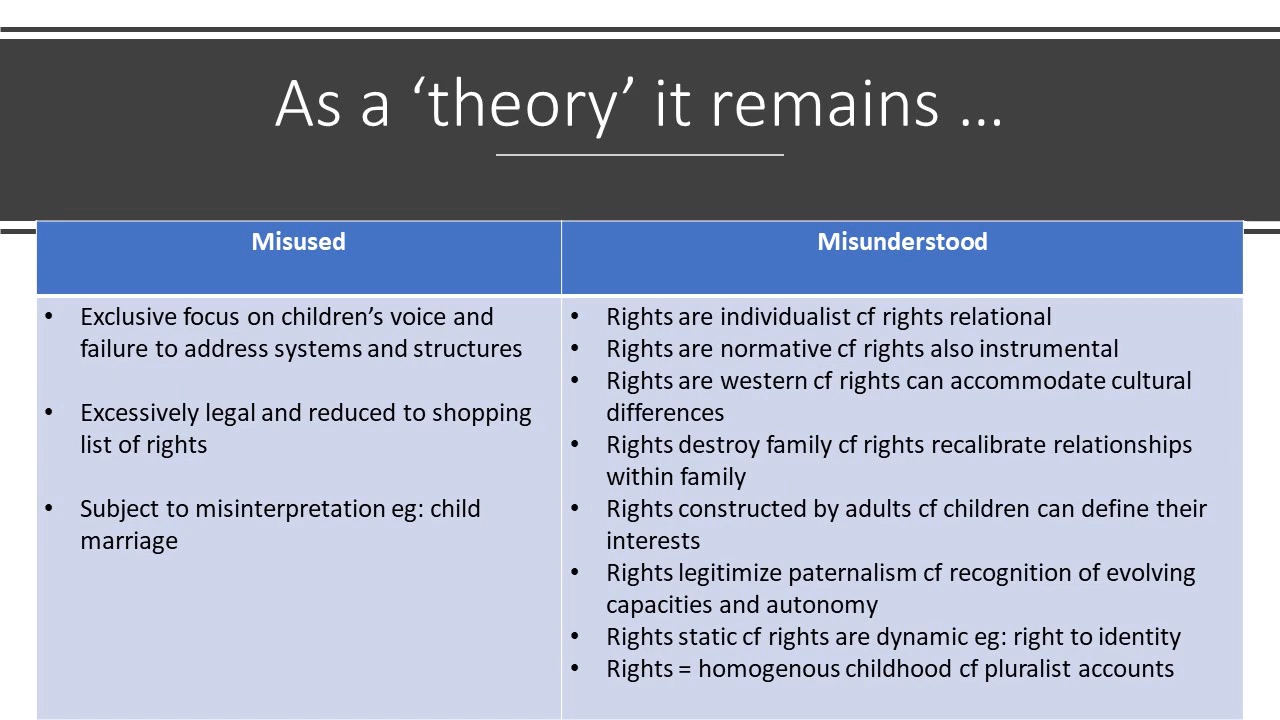 As a ‘theory’ it remains …
Misused
Misunderstood
• Exclusive focus on children’s voice and
failure to address systems and structures
• Excessively legal and reduced to shopping
list of rights
• Subject to misinterpretation eg: child
marriage
• Rights are individualist cf rights relational
• Rights are normative cf rights also instrumental
• Rights are western cf rights can accommodate cultural
differences
• Rights destroy family cf rights recalibrate relationships
within family
• Rights constructed by adults cf children can define their
interests
• Rights legitimize paternalism cf recognition of evolving
capacities and autonomy
• Rights static cf rights are dynamic eg: right to identity
• Rights = homogenous childhood cf pluralist accounts